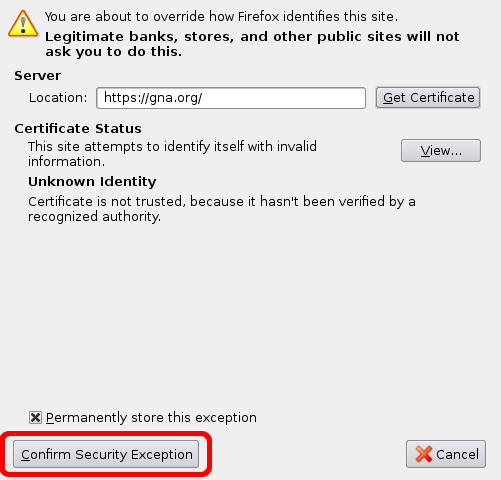 You are about to override how Firefox identifies this site.
Legitimate banks, stores, and other public sites will not
ask you to do this.
Server
Location: https://gna.org/ Get Certificate
Certificate Status
This site attempts to identify itself with invalid
information.
View...
Unknown Identity
Certificate is not trusted, because it hasn't been verified by a
recognized authority.
Permanently store this exception
Confirm Security Exception Cancel